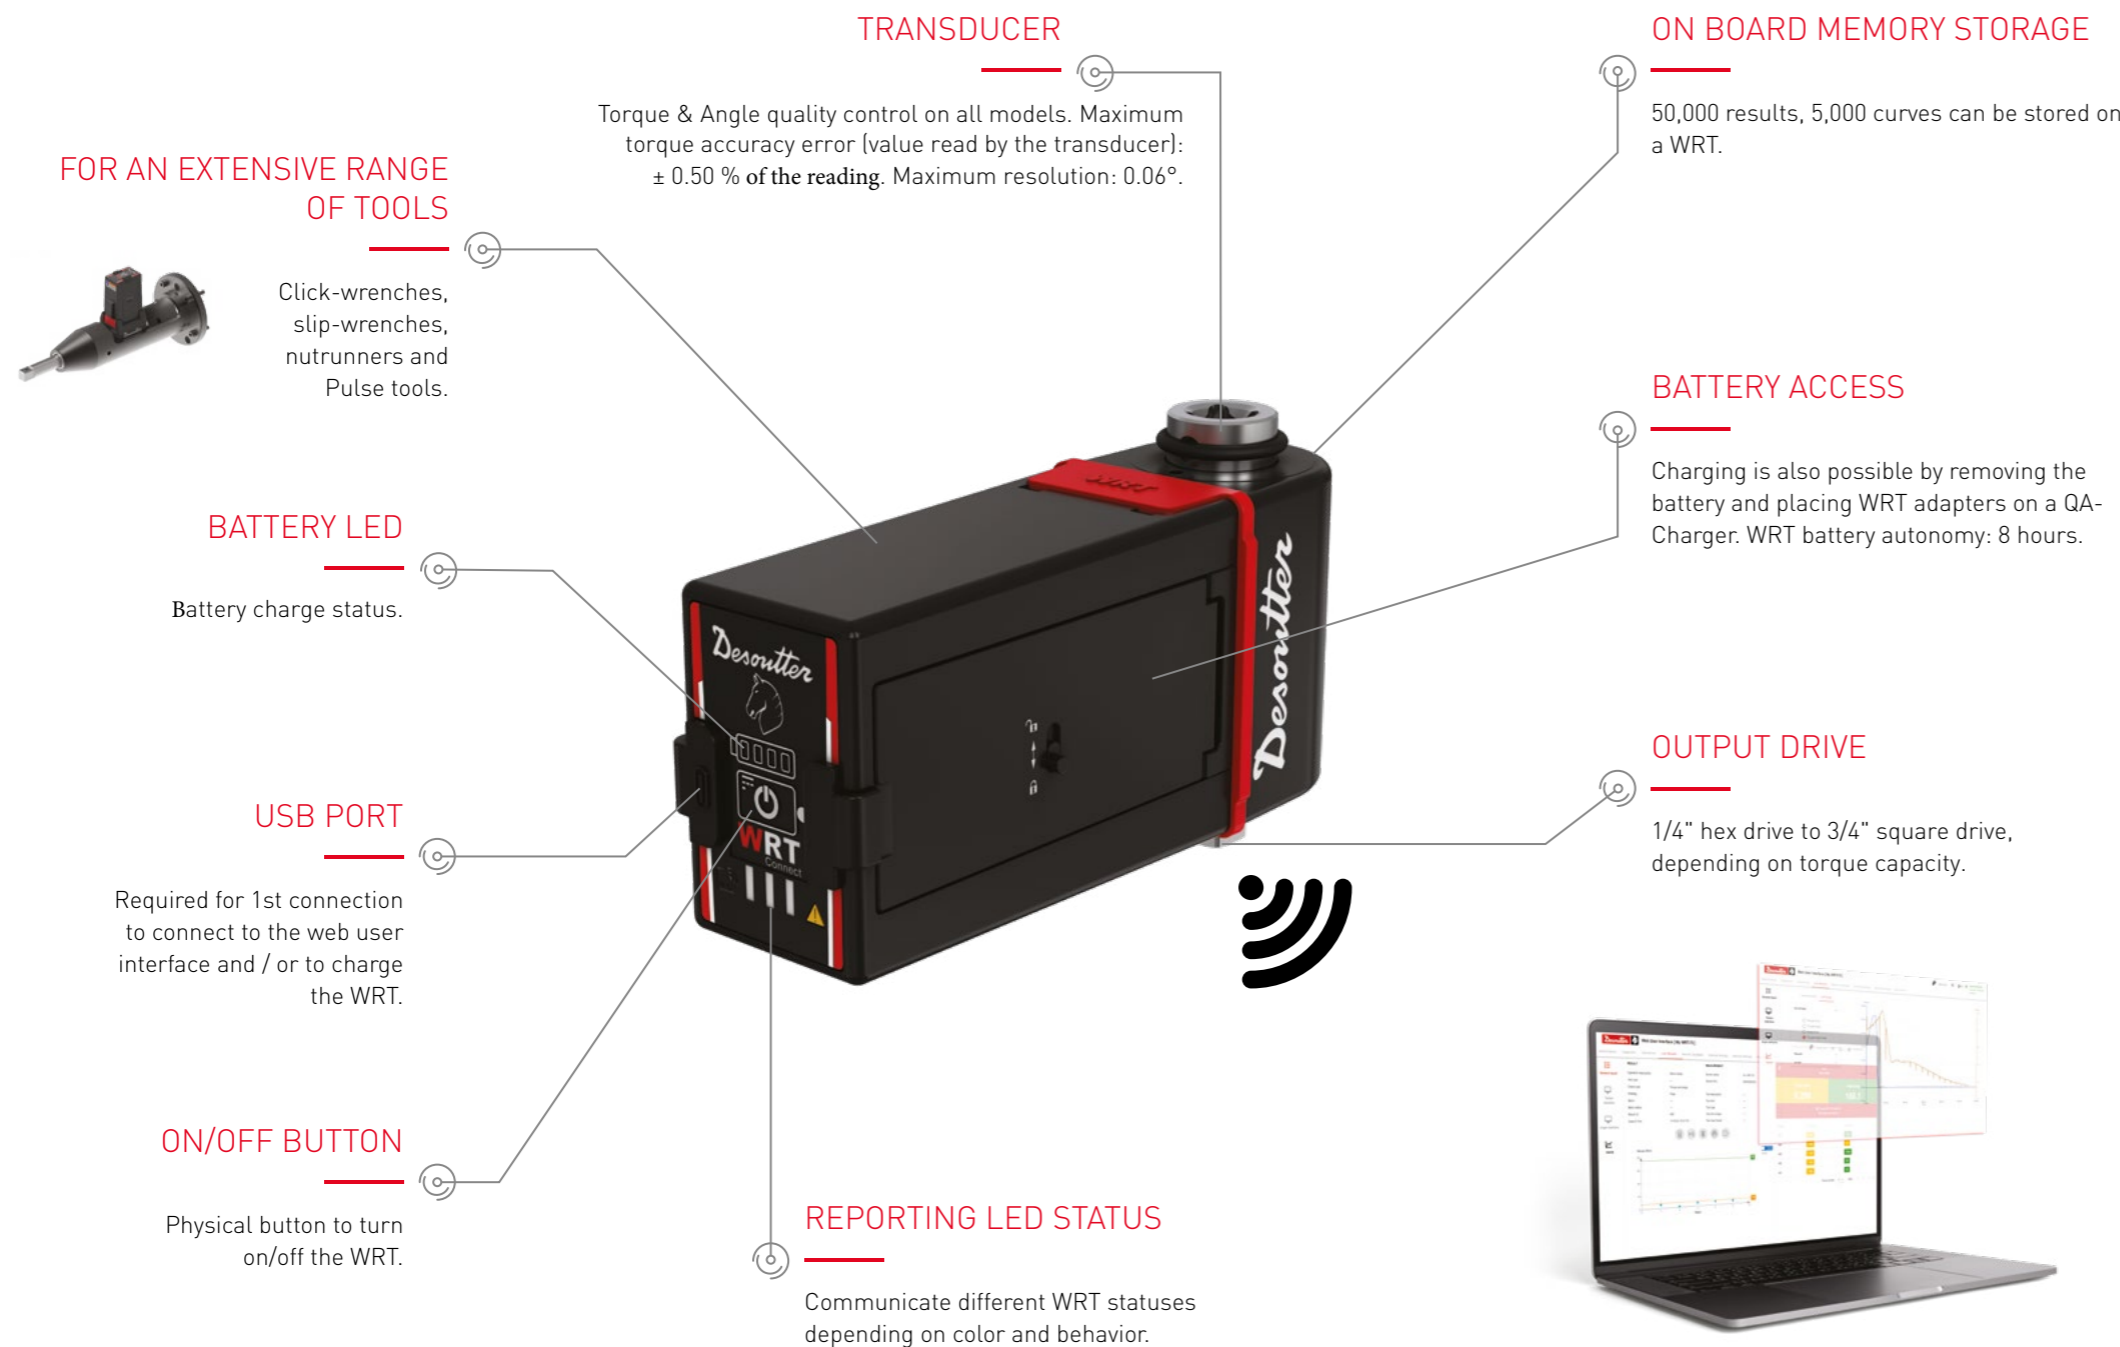 TRANSDUCER
Torque & Angle quality control on all models. Maximum
torque accuracy error (value read by the transducer):
± 0.50 % of the reading. Maximum resolution: 0.06°.
ON BOARD MEMORY STORAGE
50,000 results, 5,000 curves can be stored on
a WRT.
FOR AN EXTENSIVE RANGE
OF TOOLS
Click-wrenches,
slip-wrenches,
nutrunners and
Pulse tools.
BATTERY ACCESS
Charging is also possible by removing the
battery and placing WRT adapters on a QA-
Charger. WRT battery autonomy: 8 hours.
BATTERY LED
Battery charge status.
WRT
Desoutter
Desoutter
WRT
Connect
OUTPUT DRIVE
1/4" hex drive to 3/4" square drive,
depending on torque capacity.
USB PORT
Required for 1st connection
to connect to the web user
interface and / or to charge
the WRT.
ON/OFF BUTTON
Physical button to turn
on/off the WRT.
REPORTING LED STATUS
Communicate different WRT statuses
depending on color and behavior.